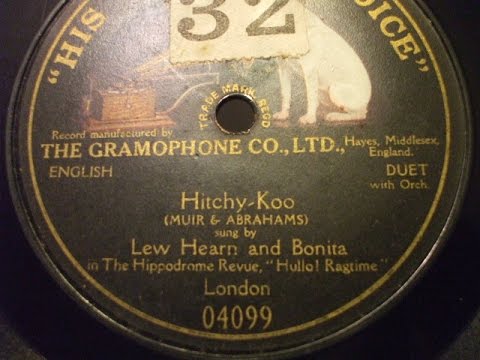 "HIS
32
VOICE"
TRADE MARK REGD
Record manufactured by
THE GRAMOPHONE CO., LTD., Hayes, Middlesex,
England.
ENGLISH
DUET
with Orch.
Hitchy-Koo
(MUIR & ABRAHAMS)
sung by
Lew Hearn and Bonita
in The Hippodrome Revue, "Hullo! Ragtime"
London
04099